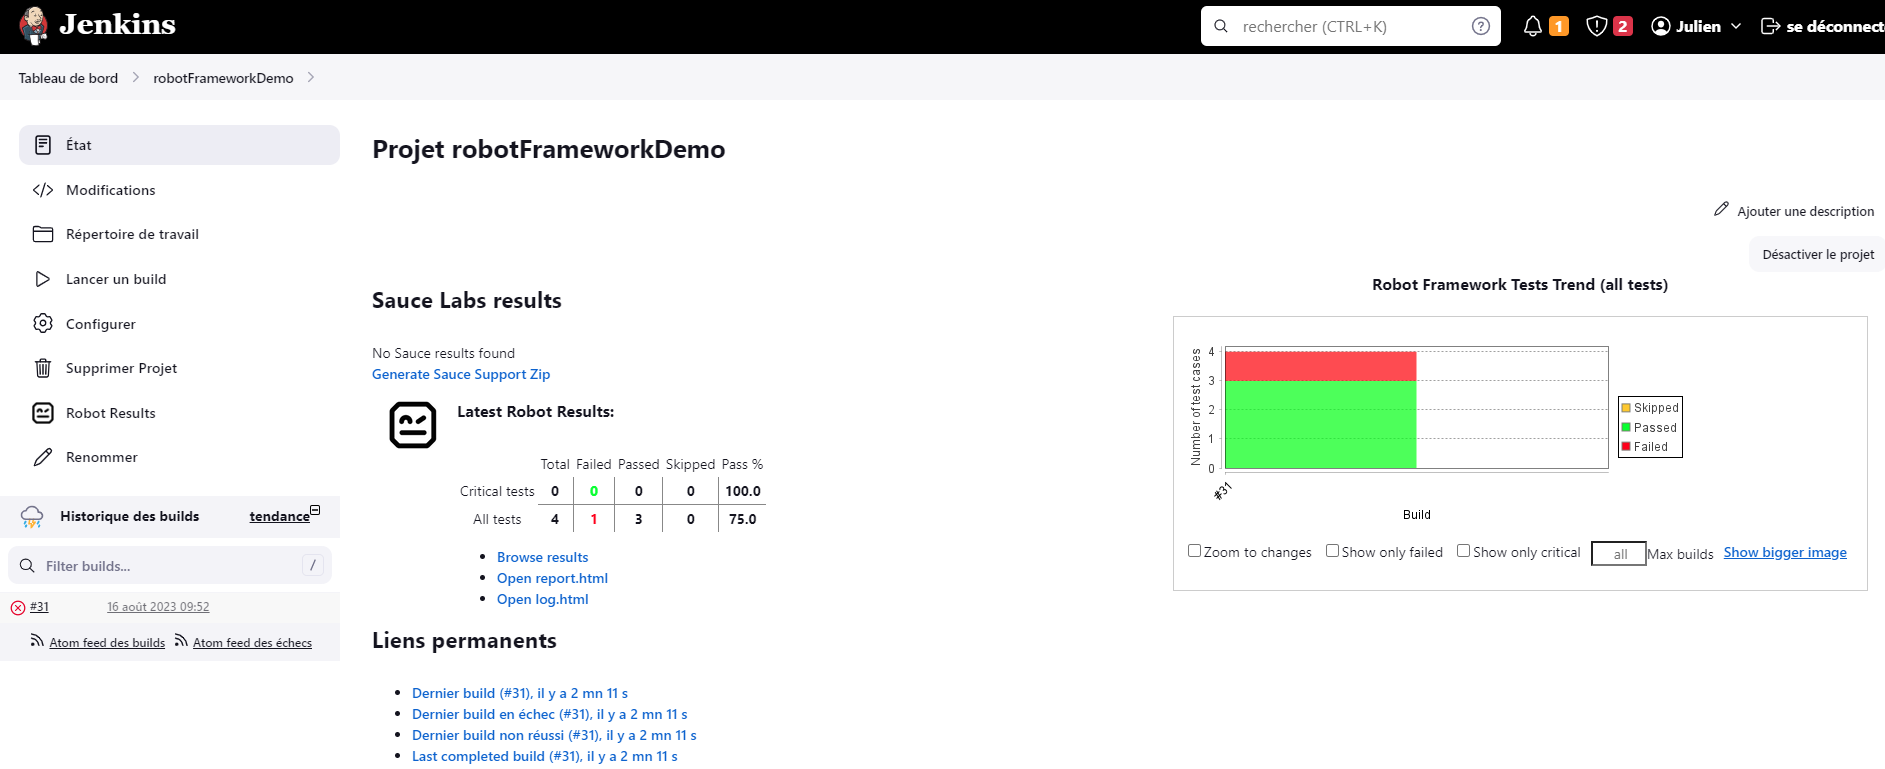 Jenkins
rechercher (CTRL+K)
1
2
Julien
se déconnect
Tableau de bord
robotFrameworkDemo
État
Modifications
Répertoire de travail
Lancer un build
Configurer
Supprimer Projet
Robot Results
Renommer
Historique des builds tendance
Filter builds... /
#31 16 août 2023 09:52
Atom feed des builds Atom feed des échecs
Projet robotFrameworkDemo
Ajouter une description
Désactiver le projet
Sauce Labs results
No Sauce results found
Generate Sauce Support Zip
Latest Robot Results:
Total Failed Passed Skipped Pass %
Critical tests 0 0 0 0 100.0
All tests 4 1 3 0 75.0
Browse results
Open report.html
Open log.html
Liens permanents
Dernier build (#31), il y a 2 mn 11 s
Dernier build en échec (#31), il y a 2 mn 11 s
Dernier build non réussi (#31), il y a 2 mn 11 s
Last completed build (#31), il y a 2 mn 11 s
Robot Framework Tests Trend (all tests)
Number of test cases
4
3
2
1
0
#31
Build
Skipped
Passed
Failed
Zoom to changes Show only failed Show only critical all Max builds Show bigger image